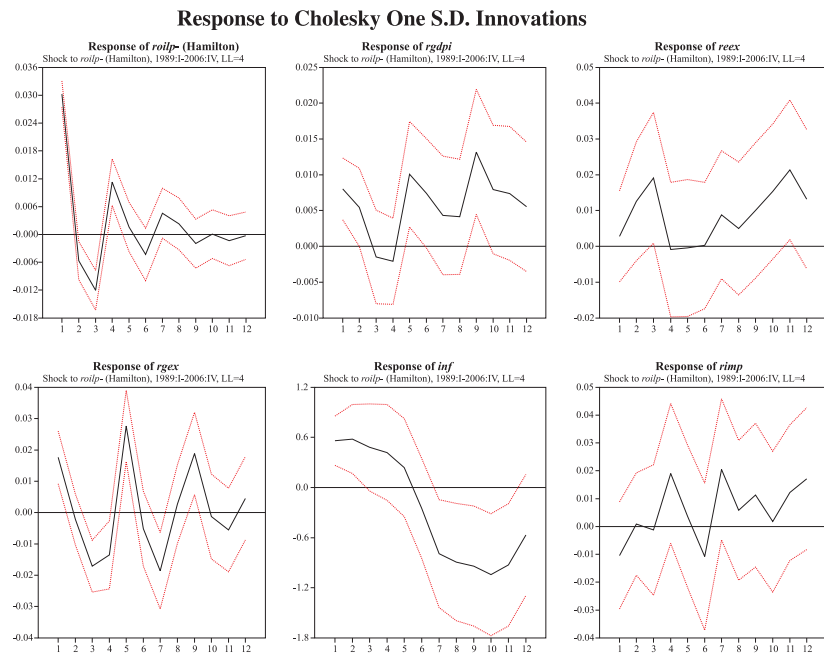 Response to Cholesky One S.D. Innovations
Response of roilp- (Hamilton)
Shock to roilp- (Hamilton), 1989:I-2006:IV, LL=4
0.036
0.030
0.024
0.018
0.012
0.006
-0.000
-0.006
-0.012
-0.018
1 2 3 4 5 6 7 8 9 10 11 12
Response of rgdpi
Shock to roilp- (Hamilton), 1989:I-2006:IV, LL=4
0.025
0.020
0.015
0.010
0.005
0.000
-0.005
-0.010
1 2 3 4 5 6 7 8 9 10 11 12
Response of reex
Shock to roilp- (Hamilton), 1989:I-2006:IV, LL=4
0.05
0.04
0.03
0.02
0.01
0.00
-0.01
-0.02
1 2 3 4 5 6 7 8 9 10 11 12
Response of rgex
Shock to roilp- (Hamilton), 1989:I-2006:IV, LL=4
0.04
0.03
0.02
0.01
0.00
-0.01
-0.02
-0.03
-0.04
1 2 3 4 5 6 7 8 9 10 11 12
Response of inf
Shock to roilp- (Hamilton), 1989:I-2006:IV, LL=4
1.2
0.6
0.0
-0.6
-1.2
-1.8
1 2 3 4 5 6 7 8 9 10 11 12
Response of rimp
Shock to roilp- (Hamilton), 1989:I-2006:IV, LL=4
0.05
0.04
0.03
0.02
0.01
0.00
-0.01
-0.02
-0.03
-0.04
1 2 3 4 5 6 7 8 9 10 11 12